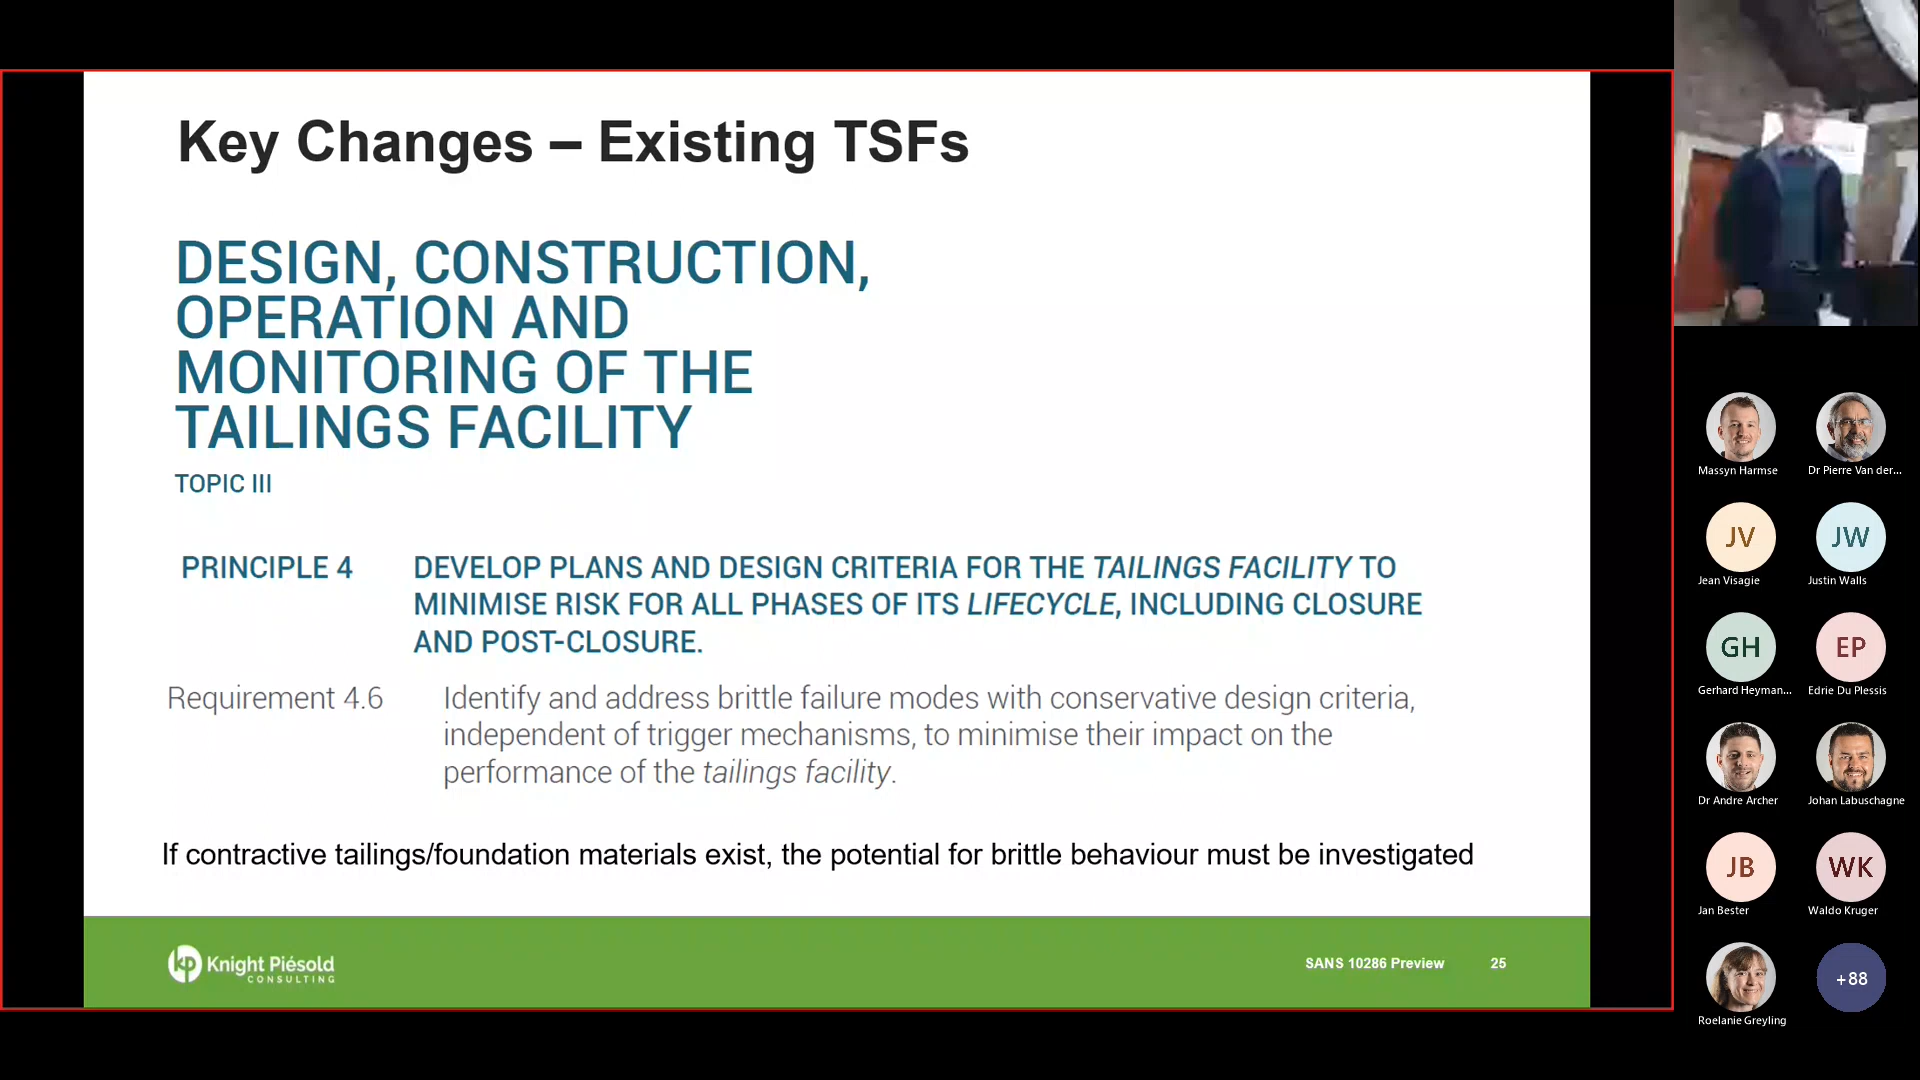 Key Changes – Existing TSFs
DESIGN, CONSTRUCTION,
OPERATION AND
MONITORING OF THE
TAILINGS FACILITY
TOPIC III
PRINCIPLE 4 DEVELOP PLANS AND DESIGN CRITERIA FOR THE TAILINGS FACILITY TO
MINIMISE RISK FOR ALL PHASES OF ITS LIFECYCLE, INCLUDING CLOSURE
AND POST-CLOSURE.
Requirement 4.6 Identify and address brittle failure modes with conservative design criteria,
independent of trigger mechanisms, to minimise their impact on the
performance of the tailings facility.
If contractive tailings/foundation materials exist, the potential for brittle behaviour must be investigated
kp Knight Piésold
CONSULTING
SANS 10286 Preview 25
Massyn Harmse
Dr Pierre Van der...
JV
JW
Jean Visagie
Justin Walls
GH
EP
Gerhard Heyman...
Edrie Du Plessis
Dr Andre Archer
Johan Labuschagne
JB
WK
Jan Bester
Waldo Kruger
+88
Roelanie Greyling